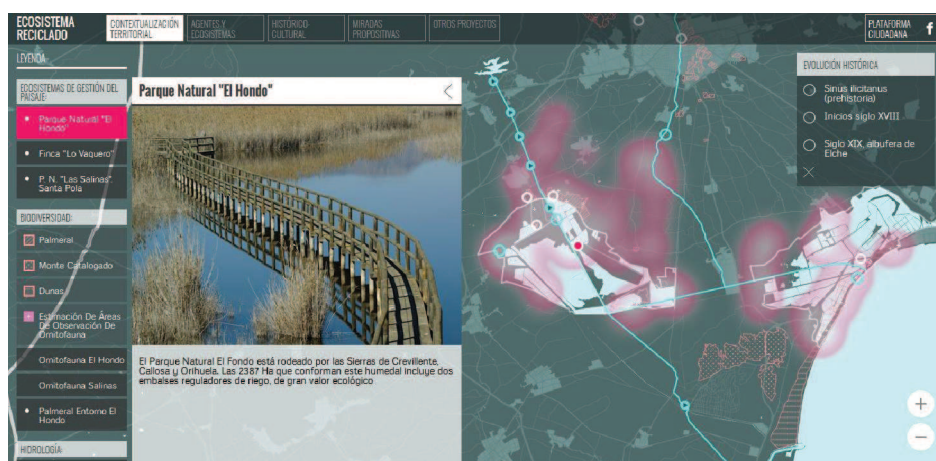 ECOSISTEMA
RECICLADO
CONTEXTUALIZACIÓN
TERRITORIAL
AGENTES Y
ECOSISTEMAS
HISTÓRICO-
CULTURAL
MIRADAS
PROPOSITIVAS
OTROS PROYECTOS
PLATAFORMA
CIUDADANA
f
LEYENDA:
ECOSISTEMAS DE GESTIÓN DEL
PAISAJE:
Parque Natural "El
Hondo"
Finca "Lo Vaquero"
P. N. "Las Salinas".
Santa Pola
BIODIVERSIDAD:
Palmeral
Monte Catalogado
Dunas
Estimación De Áreas
De Observación De
Ornitofauna
Ornitofauna El Hondo
Ornitofauna Salinas
Palmeral Entorno El
Hondo
HIDROLOGÍA:
Parque Natural "El Hondo"
El Parque Natural El Fondo está rodeado por las Sierras de Crevillente,
Callosa y Orihuela. Las 2387 Ha que conforman este humedal incluye dos
embalses reguladores de riego, de gran valor ecológico
EVOLUCIÓN HISTÓRICA
Sinus ilicitanus
(prehistoria)
Inicios siglo XVIII
Siglo XIX, albufera de
Elche